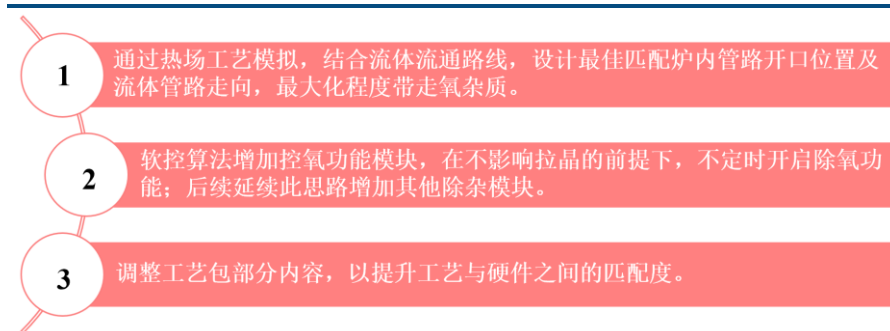 1
通过热场工艺模拟，结合流体流通路线，设计最佳匹配炉内管路开口位置及
流体管路走向，最大化程度带走氧杂质。
2
软控算法增加控氧功能模块，在不影响拉晶的前提下，不定时开启除氧功
能；后续延续此思路增加其他除杂模块。
3
调整工艺包部分内容，以提升工艺与硬件之间的匹配度。